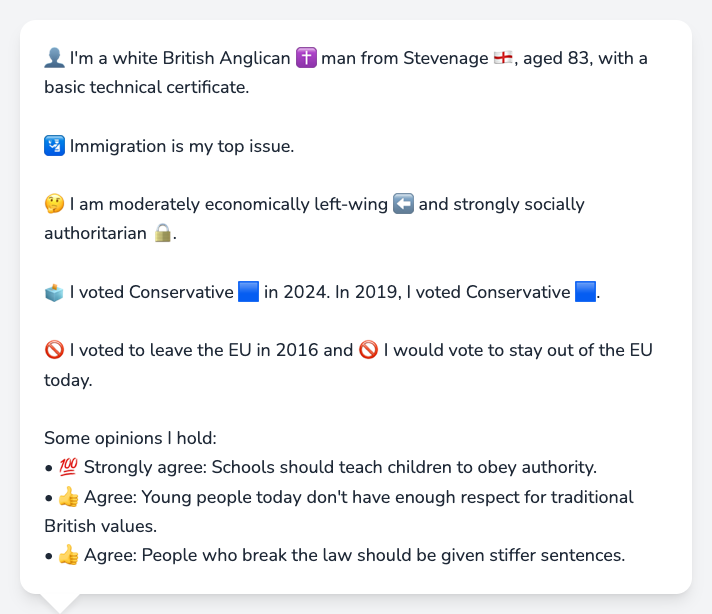 👤 I'm a white British Anglican ✝️ man from Stevenage 🏴󠁧󠁢󠁥󠁮󠁧󠁿, aged 83, with a
basic technical certificate.
🛂 Immigration is my top issue.
🤔 I am moderately economically left-wing ⬅️ and strongly socially
authoritarian 🔒.
🗳️ I voted Conservative 🟦 in 2024. In 2019, I voted Conservative 🟦.
🚫 I voted to leave the EU in 2016 and 🚫 I would vote to stay out of the EU
today.
Some opinions I hold:
• 💯 Strongly agree: Schools should teach children to obey authority.
• 👍 Agree: Young people today don't have enough respect for traditional
British values.
• 👍 Agree: People who break the law should be given stiffer sentences.